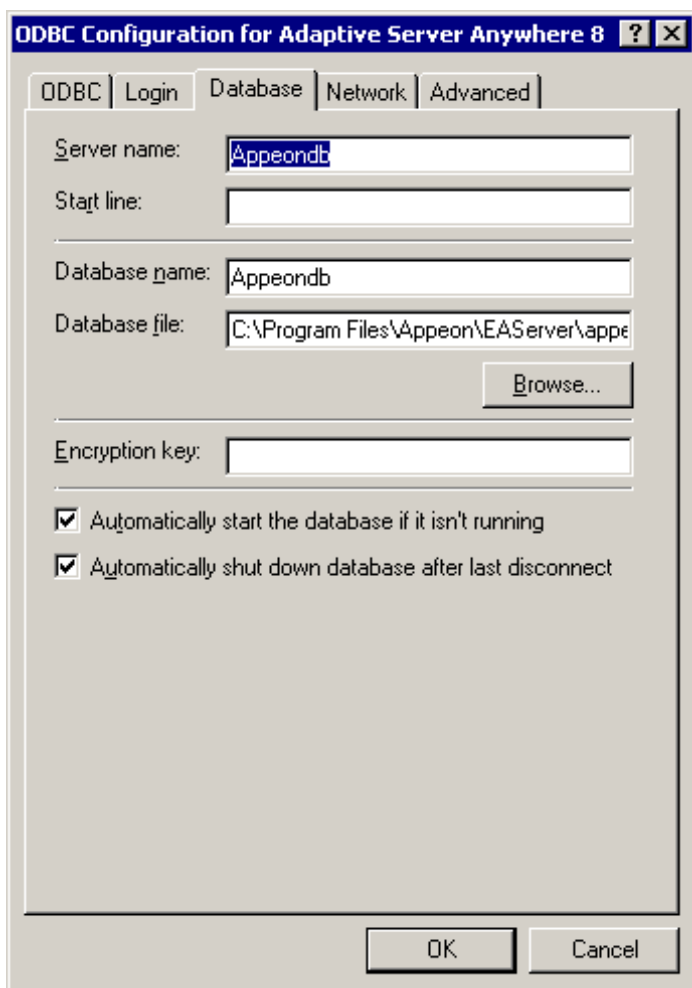 ODBC Configuration for Adaptive Server Anywhere 8 ?
ODBC Login Database Network Advanced
Server name: Appeondb
Start line:
Database name: Appeondb
Database file: C:\Program Files\Appeon\EAServer\appe
Browse...
Encryption key:
Automatically start the database if it isn't running
Automatically shut down database after last disconnect
OK Cancel